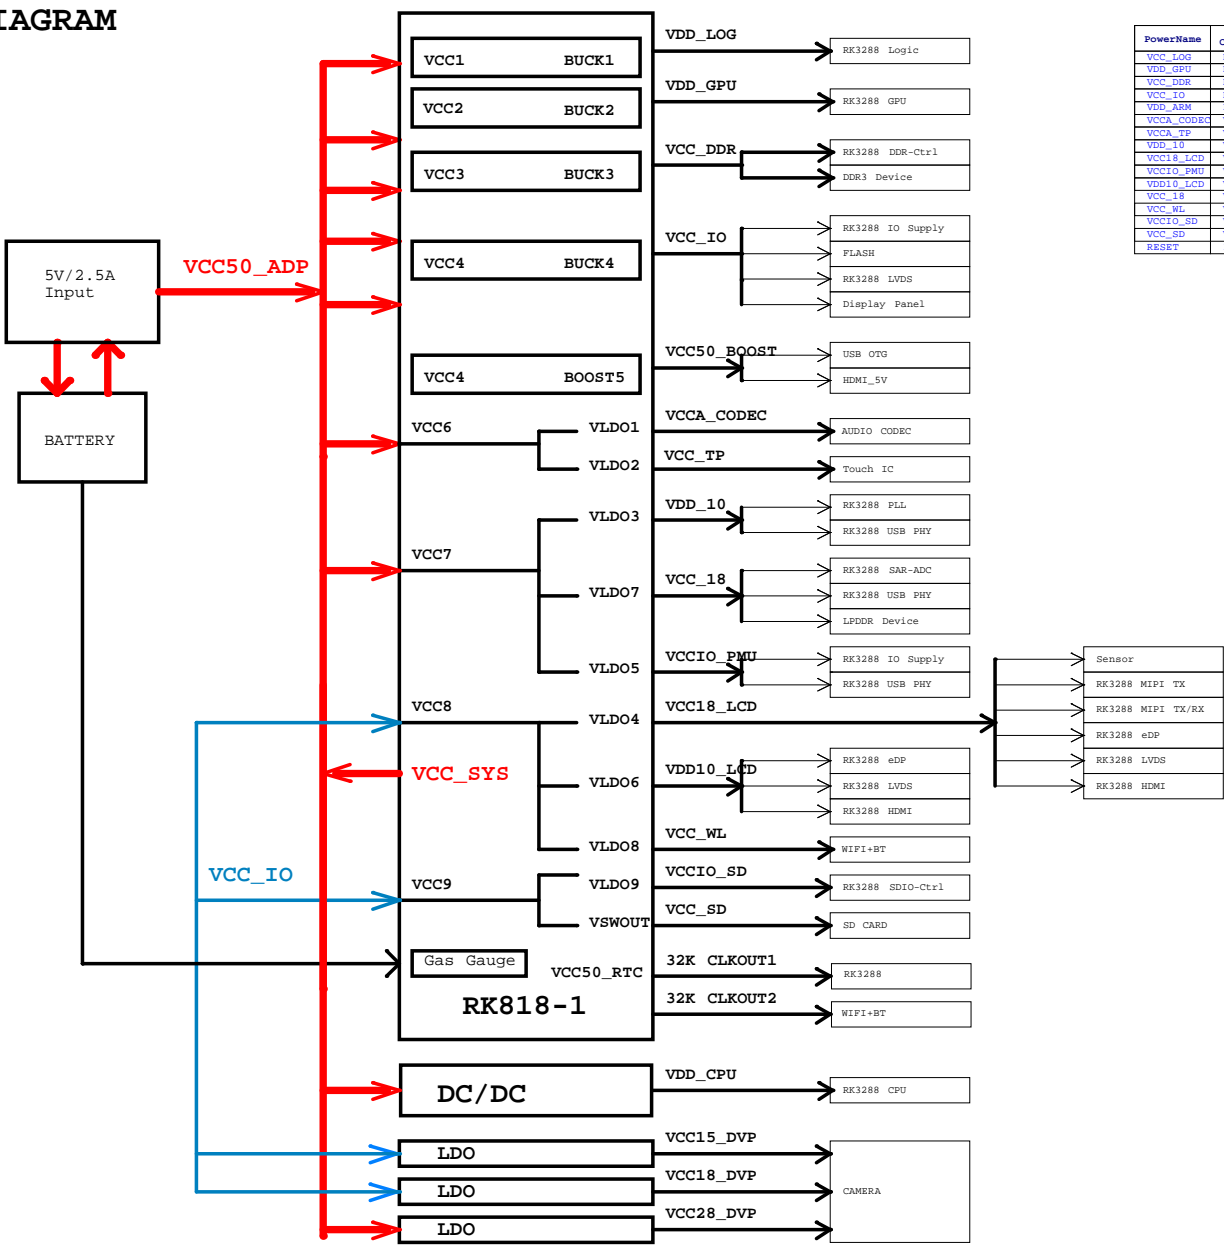 IAGRAM
5V/2.5A
Input
BATTERY
VCC50_ADP
VCC_IO
VCC1 BUCK1
VCC2 BUCK2
VCC3 BUCK3
VCC4 BUCK4
VCC4 BOOST5
VCC6
VLDO1
VLDO2
VCC7
VLDO3
VLDO7
VLDO5
VCC8
VLDO4
VCC_SYS
VLDO6
VLDO8
VCC9
VLDO9
VSWOUT
Gas Gauge
VCC50_RTC
RK818-1
DC/DC
LDO
LDO
LDO
VDD_LOG
RK3288 Logic
VDD_GPU
RK3288 GPU
VCC_DDR
RK3288 DDR-Ctrl
DDR3 Device
VCC_IO
RK3288 IO Supply
FLASH
RK3288 LVDS
Display Panel
VCC50_BOOST
USB OTG
HDMI_5V
VCCA_CODEC
AUDIO CODEC
VCC_TP
Touch IC
VDD_10
RK3288 PLL
RK3288 USB PHY
VCC_18
RK3288 SAR-ADC
RK3288 USB PHY
LPDDR Device
VCCIO_PMU
RK3288 IO Supply
RK3288 USB PHY
VCC18_LCD
Sensor
RK3288 MIPI TX
RK3288 MIPI TX/RX
RK3288 eDP
RK3288 LVDS
RK3288 HDMI
VDD10_LCD
RK3288 eDP
RK3288 LVDS
RK3288 HDMI
VCC_WL
WIFI+BT
VCCIO_SD
RK3288 SDIO-Ctrl
VCC_SD
SD CARD
32K CLKOUT1
RK3288
32K CLKOUT2
WIFI+BT
VDD_CPU
RK3288 CPU
VCC15_DVP
VCC18_DVP
VCC28_DVP
CAMERA
PowerName
VCC_LOG
VDD_GPU
VCC_DDR
VCC_IO
VDD_ARM
VCCA_CODEC
VCCA_TP
VDD_10
VCC18_LCD
VCCIO_PMU
VDD10_LCD
VCC_18
VCC_WL
VCCIO_SD
VCC_SD
RESET